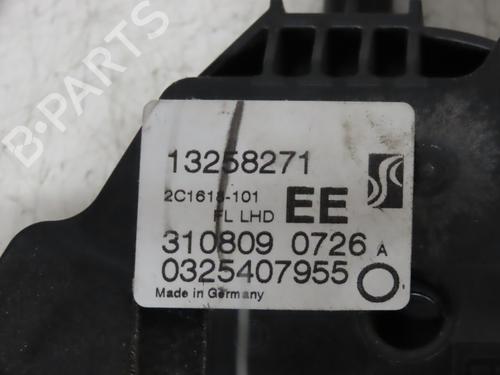 B-PARTS
13258271
2C1618-101
FL LHD EE
310809 0726 A
0325407955
Made in Germany